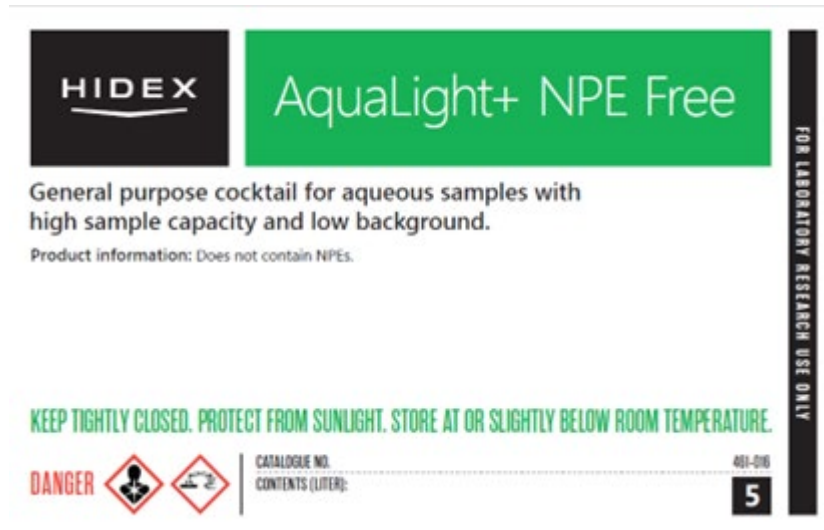 HIDEX
AquaLight+ NPE Free
General purpose cocktail for aqueous samples with
high sample capacity and low background.
Product information: Does not contain NPEs.
KEEP TIGHTLY CLOSED. PROTECT FROM SUNLIGHT. STORE AT OR SLIGHTLY BELOW ROOM TEMPERATURE.
DANGER
CATALOGUE NO. 461-016
CONTENTS (LITER): 5
FOR LABORATORY RESEARCH USE ONLY